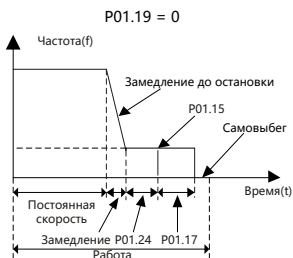 P01.19 = 0
Частота(f)
Замедление до остановки
P01.15
Самовыбег
Время(t)
Постоянная
скорость
Замедление P01.24 P01.17
Работа